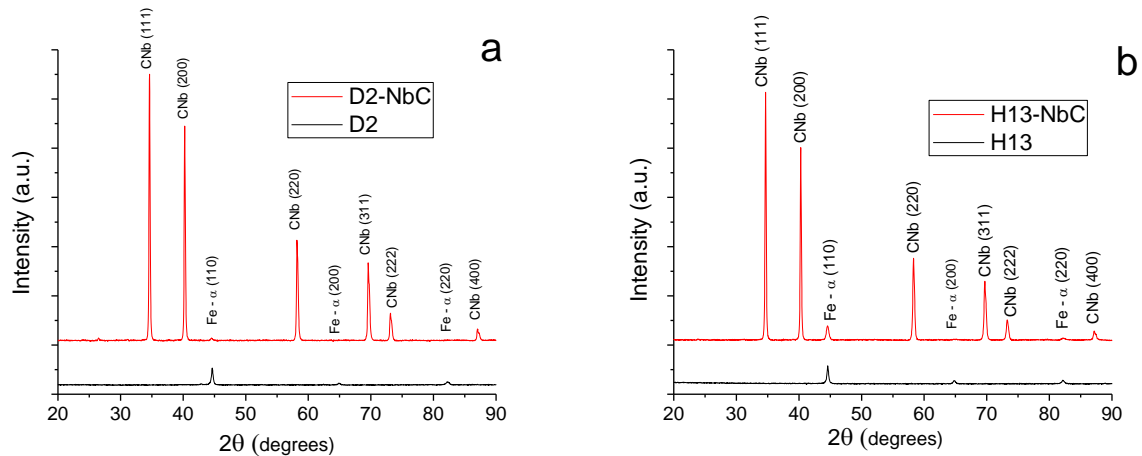 a
CNb (111)
CNb (200)
Fe - α (110)
CNb (220)
Fe - α (200)
CNb (311)
CNb (222)
Fe - α (220)
CNb (400)
D2-NbC
D2
Intensity (a.u.)
20 30 40 50 60 70 80 90
2θ (degrees)
b
CNb (111)
CNb (200)
Fe - α (110)
CNb (220)
Fe - α (200)
CNb (311)
CNb (222)
Fe - α (220)
CNb (400)
H13-NbC
H13
Intensity (a.u.)
20 30 40 50 60 70 80 90
2θ (degrees)